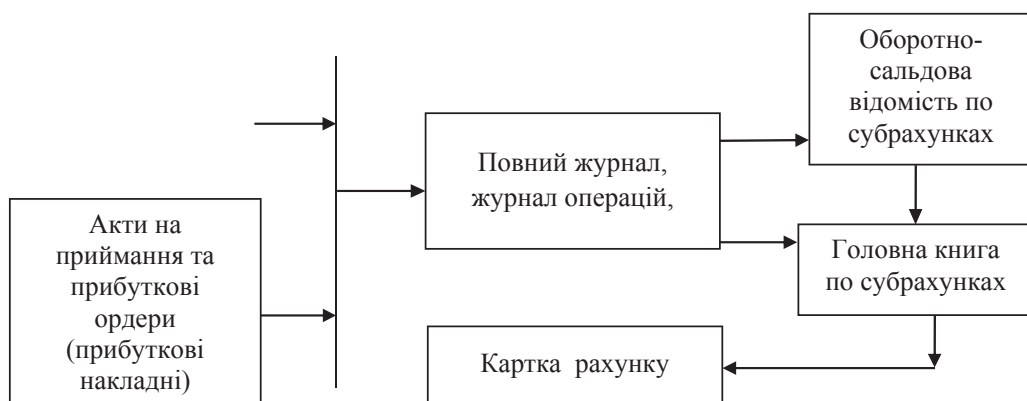 Оборотно-
сальдова
відомість по
субрахунках
Повний журнал,
журнал операцій,
Акти на
приймання та
прибуткові
ордери
(прибуткові
накладні)
Головна книга
по субрахунках
Картка рахунку